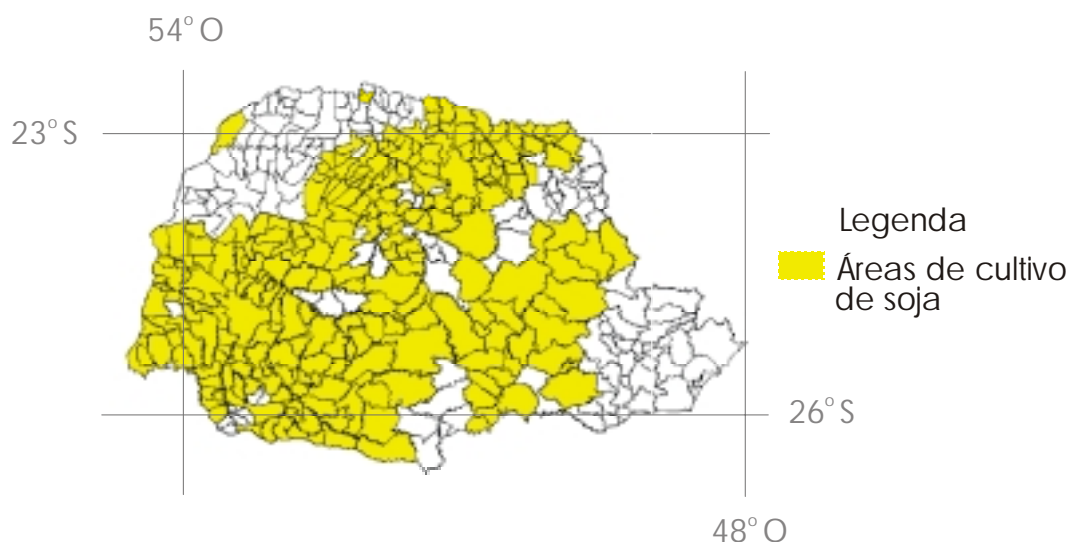 54° O
23° S
Legenda
Áreas de cultivo
de soja
26° S
48° O